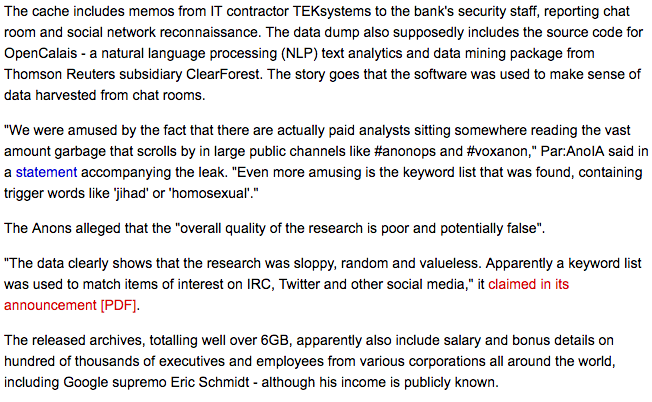 The cache includes memos from IT contractor TEKsystems to the bank's security staff, reporting chat
room and social network reconnaissance. The data dump also supposedly includes the source code for
OpenCalais - a natural language processing (NLP) text analytics and data mining package from
Thomson Reuters subsidiary ClearForest. The story goes that the software was used to make sense of
data harvested from chat rooms.
"We were amused by the fact that there are actually paid analysts sitting somewhere reading the vast
amount garbage that scrolls by in large public channels like #anonops and #voxanon," Par:AnoIA said in
a statement accompanying the leak. "Even more amusing is the keyword list that was found, containing
trigger words like 'jihad' or 'homosexual'."
The Anons alleged that the "overall quality of the research is poor and potentially false".
"The data clearly shows that the research was sloppy, random and valueless. Apparently a keyword list
was used to match items of interest on IRC, Twitter and other social media," it claimed in its
announcement [PDF].
The released archives, totalling well over 6GB, apparently also include salary and bonus details on
hundred of thousands of executives and employees from various corporations all around the world,
including Google supremo Eric Schmidt - although his income is publicly known.